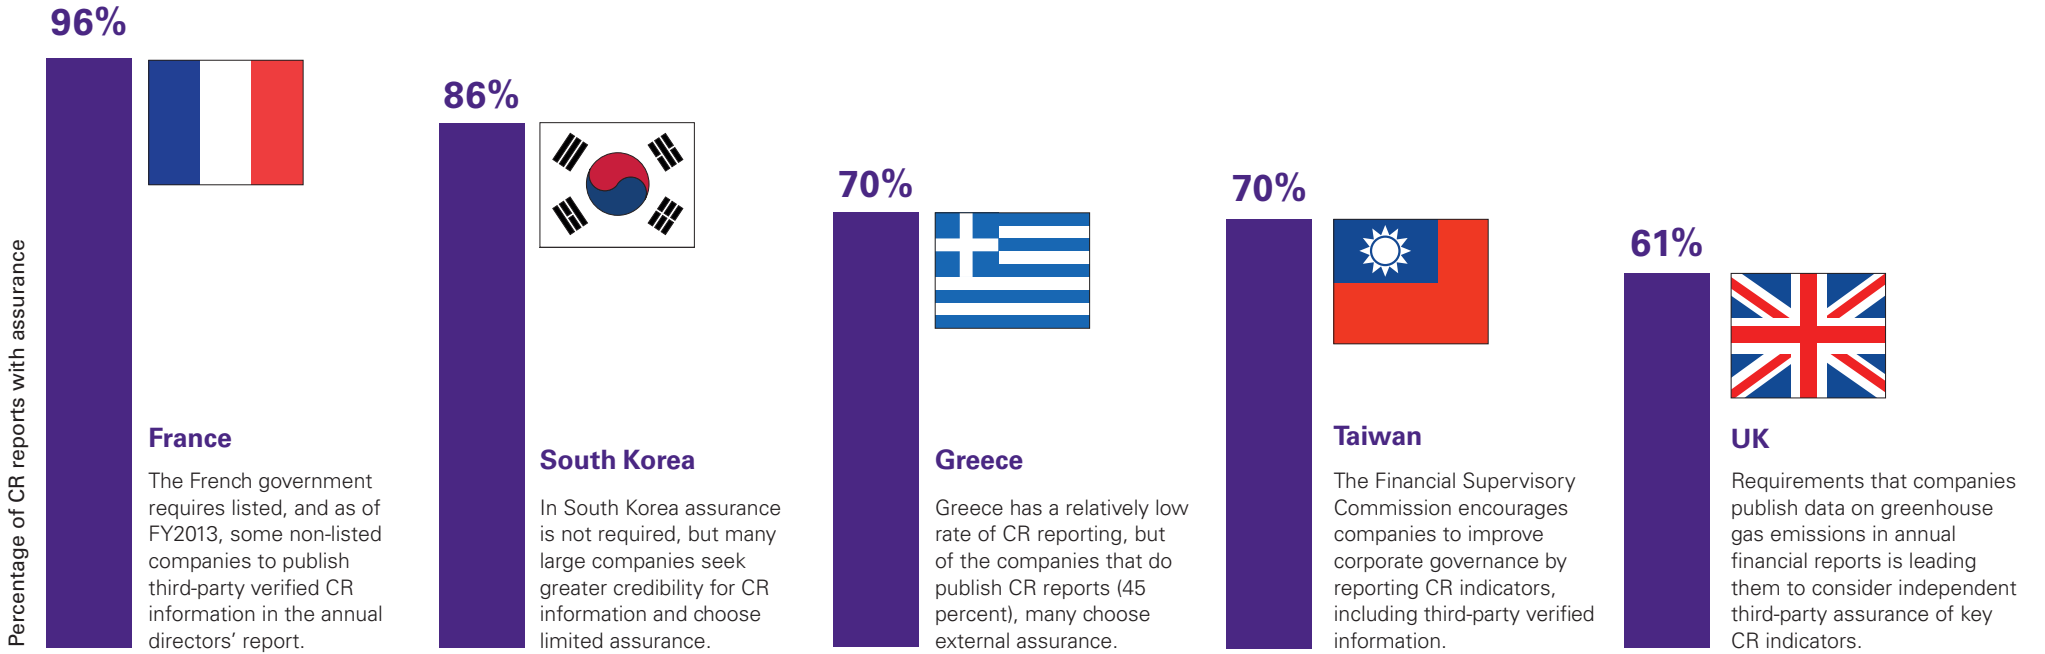 Percentage of CR reports with assurance
96%
France
The French government
requires listed, and as of
FY2013, some non-listed
companies to publish
third-party verified CR
information in the annual
directors’ report.
86%
South Korea
In South Korea assurance
is not required, but many
large companies seek
greater credibility for CR
information and choose
limited assurance.
70%
Greece
Greece has a relatively low
rate of CR reporting, but
of the companies that do
publish CR reports (45
percent), many choose
external assurance.
70%
Taiwan
The Financial Supervisory
Commission encourages
companies to improve
corporate governance by
reporting CR indicators,
including third-party verified
information.
61%
UK
Requirements that companies
publish data on greenhouse
gas emissions in annual
financial reports is leading
them to consider independent
third-party assurance of key
CR indicators.